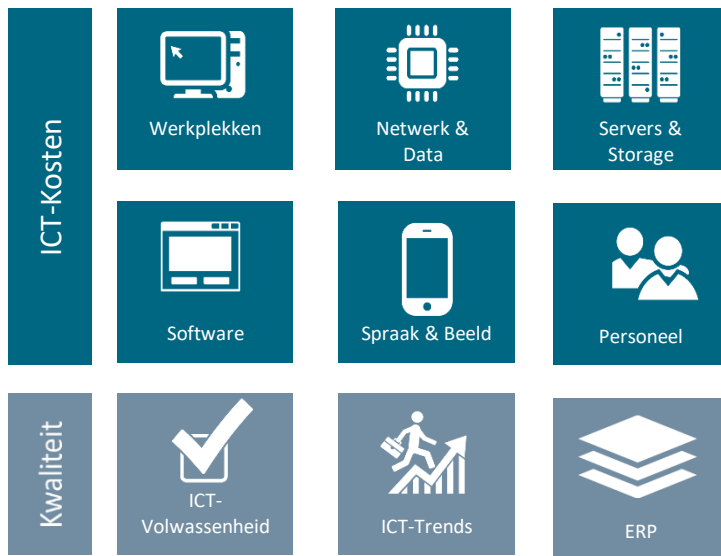 ICT-Kosten
Werkplekken
Netwerk &
Data
Servers &
Storage
Software
Spraak & Beeld
Personeel
Kwaliteit
ICT-
Volwassenheid
ICT-Trends
ERP